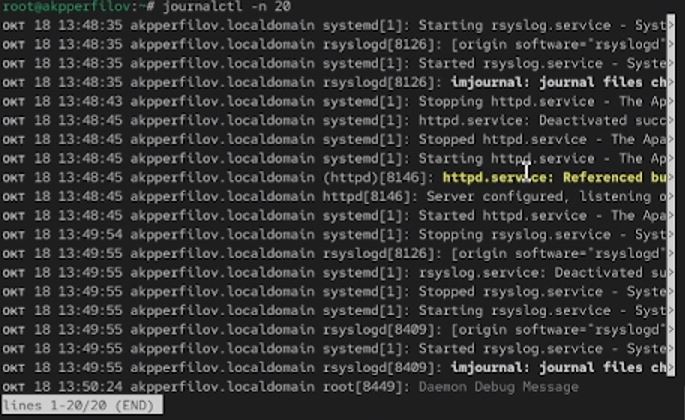 root@akpperfilov:~# journalctl -n 20
окт 18 13:48:35 akpperfilov.localdomain systemd[1]: Starting rsyslog.service - Syst>
окт 18 13:48:35 akpperfilov.localdomain rsyslogd[8126]: [origin software="rsyslogd">
окт 18 13:48:35 akpperfilov.localdomain systemd[1]: Started rsyslog.service - Syste>
окт 18 13:48:35 akpperfilov.localdomain rsyslogd[8126]: imjournal: journal files ch>
окт 18 13:48:43 akpperfilov.localdomain systemd[1]: Stopping httpd.service - The Ap>
окт 18 13:48:45 akpperfilov.localdomain systemd[1]: httpd.service: Deactivated succ>
окт 18 13:48:45 akpperfilov.localdomain systemd[1]: Stopped httpd.service - The Apa>
окт 18 13:48:45 akpperfilov.localdomain systemd[1]: Starting httpd.service - The Ap>
окт 18 13:48:45 akpperfilov.localdomain (httpd)[8146]: httpd.service: Referenced bu>
окт 18 13:48:45 akpperfilov.localdomain httpd[8146]: Server configured, listening o>
окт 18 13:48:45 akpperfilov.localdomain systemd[1]: Started httpd.service - The Apa>
окт 18 13:49:54 akpperfilov.localdomain systemd[1]: Stopping rsyslog.service - Syst>
окт 18 13:49:55 akpperfilov.localdomain rsyslogd[8126]: [origin software="rsyslogd">
окт 18 13:49:55 akpperfilov.localdomain systemd[1]: rsyslog.service: Deactivated su>
окт 18 13:49:55 akpperfilov.localdomain systemd[1]: Stopped rsyslog.service - Syste>
окт 18 13:49:55 akpperfilov.localdomain systemd[1]: Starting rsyslog.service - Syst>
окт 18 13:49:55 akpperfilov.localdomain rsyslogd[8409]: [origin software="rsyslogd">
окт 18 13:49:55 akpperfilov.localdomain systemd[1]: Started rsyslog.service - Syste>
окт 18 13:49:55 akpperfilov.localdomain rsyslogd[8409]: imjournal: journal files ch>
окт 18 13:50:24 akpperfilov.localdomain root[8449]: Daemon Debug Message
lines 1-20/20 (END)